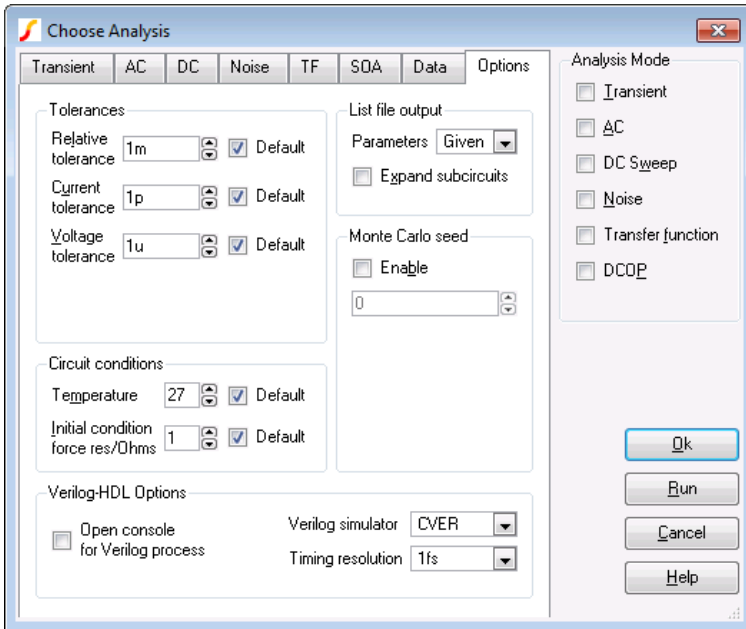 Choose Analysis
Transient AC DC Noise TF SOA Data Options
Tolerances
Relative
tolerance 1m Default
Current
tolerance 1p Default
Voltage
tolerance 1u Default
List file output
Parameters Given
Expand subcircuits
Monte Carlo seed
Enable
0
Circuit conditions
Temperature 27 Default
Initial condition
force res/Ohms 1 Default
Verilog-HDL Options
Open console
for Verilog process
Verilog simulator CVER
Timing resolution 1fs
Analysis Mode
Transient
AC
DC Sweep
Noise
Transfer function
DCOP
Ok
Run
Cancel
Help